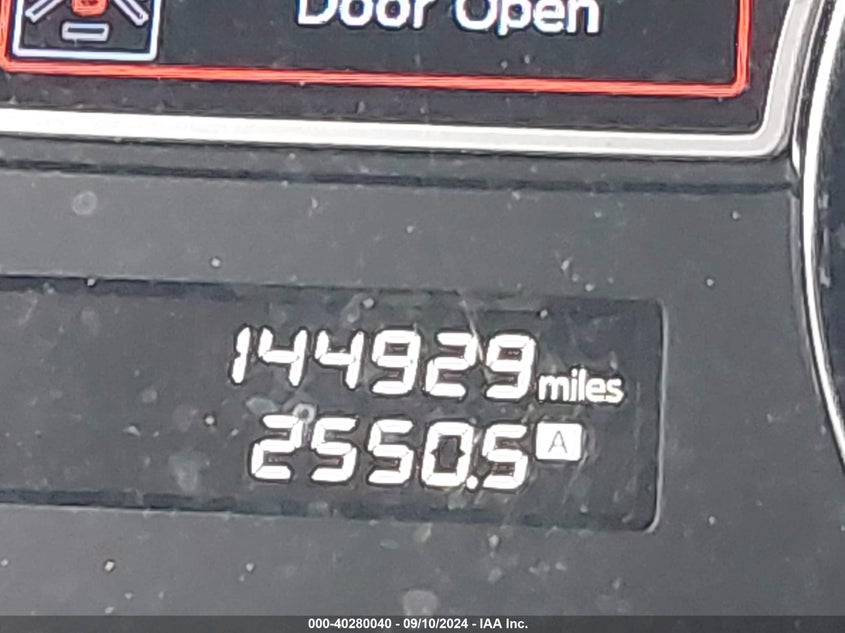 Door Open
144929 miles
2550.5 A
000-40280040 - 09/10/2024 - IAA Inc.